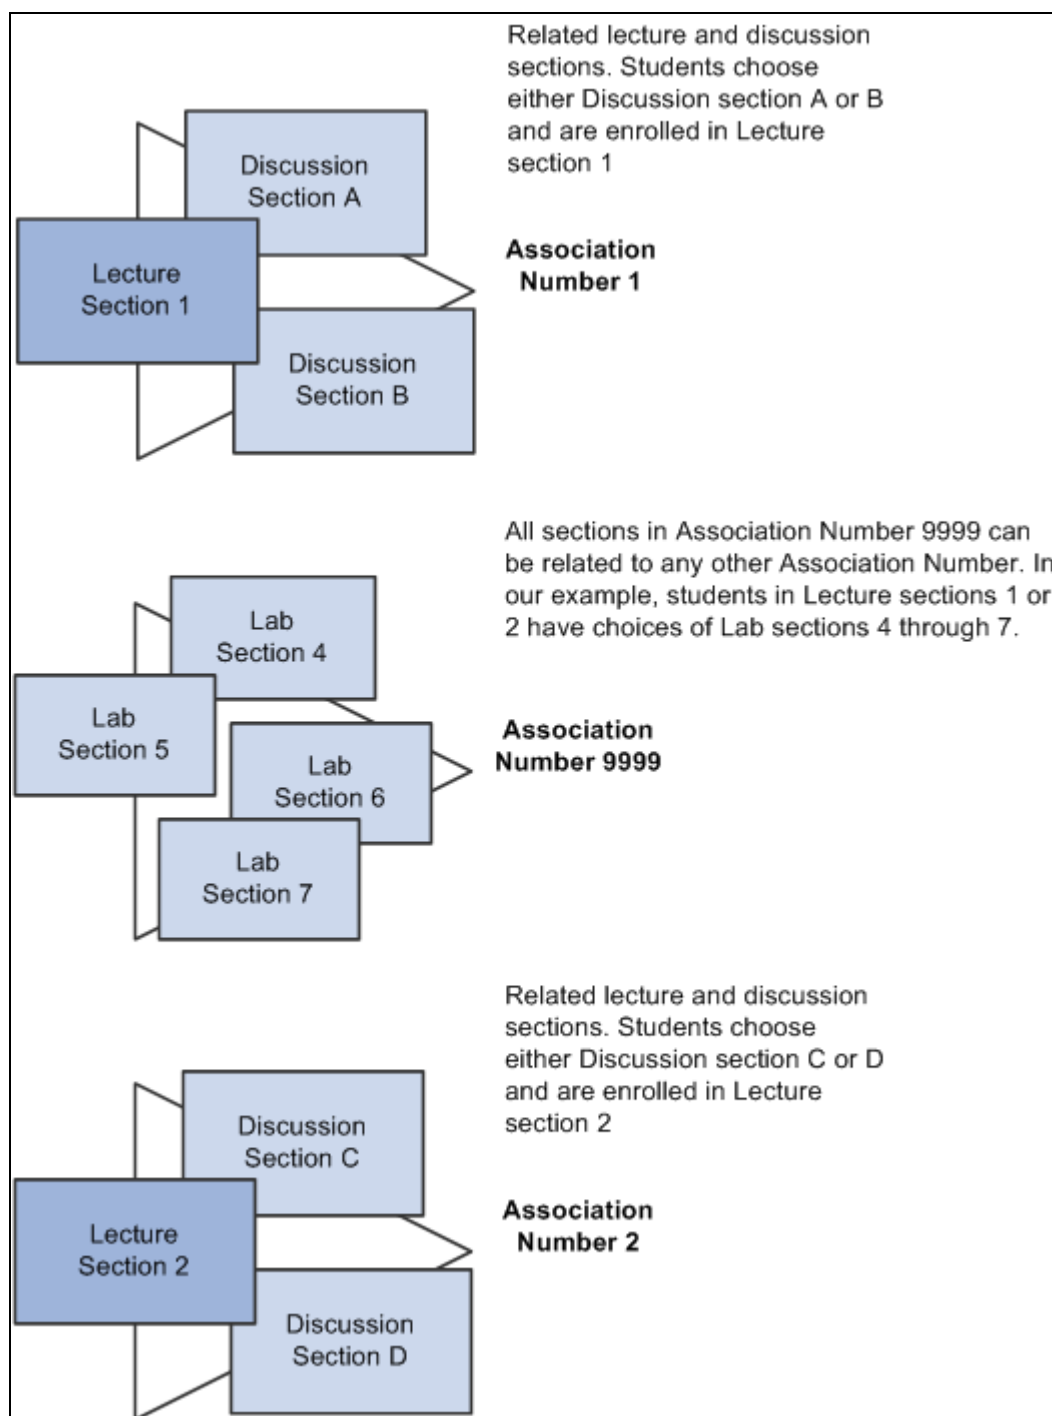 Related lecture and discussion
sections. Students choose
either Discussion section A or B
and are enrolled in Lecture
section 1
Discussion
Section A
Lecture
Section 1
Association
Number 1
Discussion
Section B
All sections in Association Number 9999 can
be related to any other Association Number. In
our example, students in Lecture sections 1 or
2 have choices of Lab sections 4 through 7.
Lab
Section 4
Lab
Section 5
Association
Number 9999
Lab
Section 6
Lab
Section 7
Related lecture and discussion
sections. Students choose
either Discussion section C or D
and are enrolled in Lecture
section 2
Discussion
Section C
Lecture
Section 2
Association
Number 2
Discussion
Section D